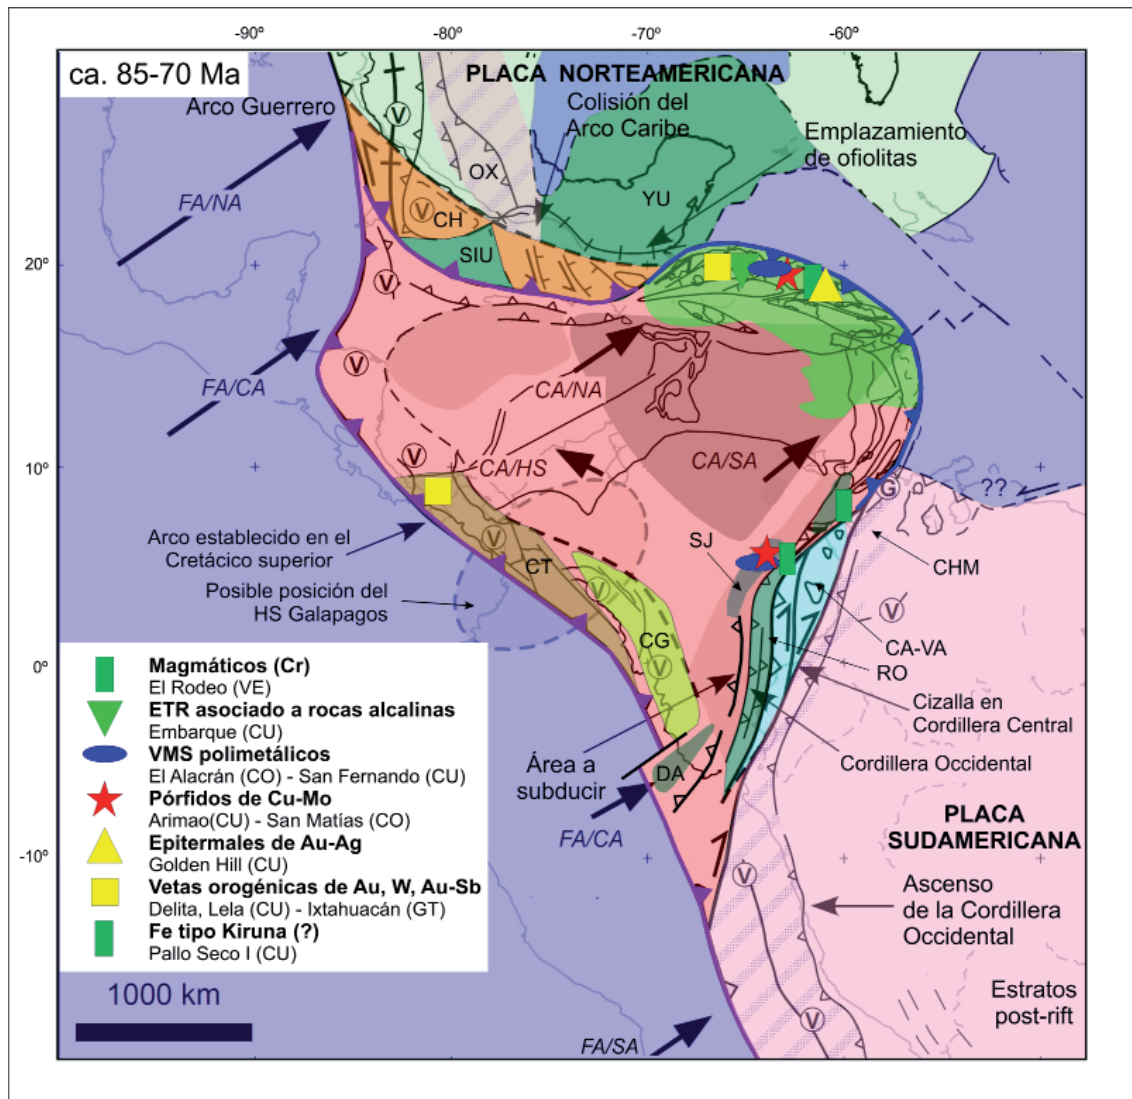 -90º
-80º
-70º
-60º
ca. 85-70 Ma
PLACA NORTEAMERICANA
Arco Guerrero
Colisión del
Arco Caribe
Emplazamiento
de ofiolitas
V
OX
FA/NA
YU
V
CH
SIU
20º
V
FA/CA
V
CA/NA
V
CA/HS
CA/SA
10º
G
??
Arco establecido en el
Cretácico superior
V
SJ
CT
CHM
Posible posición del
HS Galapagos
V
V
CG
V
CA-VA
RO
0º
Cizalla en
Cordillera Central
Cordillera Occidental
Área a
subducir
DA
FA/CA
PLACA
SUDAMERICANA
-10º
V
Ascenso
de la Cordillera
Occidental
Estratos
post-rift
V
FA/SA
Magmáticos (Cr)
El Rodeo (VE)
ETR asociado a rocas alcalinas
Embarque (CU)
VMS polimetálicos
El Alacrán (CO) - San Fernando (CU)
Pórfidos de Cu-Mo
Arimao(CU) - San Matías (CO)
Epitermales de Au-Ag
Golden Hill (CU)
Vetas orogénicas de Au, W, Au-Sb
Delita, Lela (CU) - Ixtahuacán (GT)
Fe tipo Kiruna (?)
Pallo Seco I (CU)
1000 km